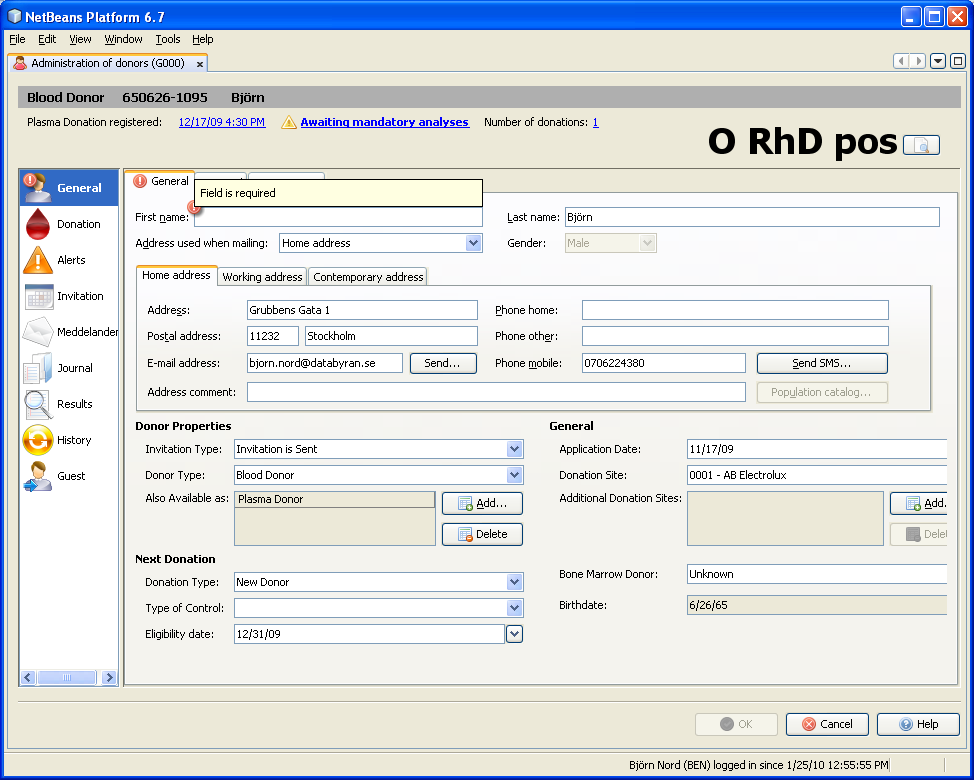 NetBeans Platform 6.7
File Edit View Window Tools Help
Administration of donors (G000)
Blood Donor 650626-1095 Björn
Plasma Donation registered: 12/17/09 4:30 PM Awaiting mandatory analyses Number of donations: 1
O RhD pos
General
Donation
Alerts
Invitation
Meddelander
Journal
Results
History
Guest
General
Field is required
First name: Last name: Björn
Address used when mailing: Home address Gender: Male
Home address Working address Contemporary address
Address: Grubbens Gata 1 Phone home:
Postal address: 11232 Stockholm Phone other:
E-mail address: bjorn.nord@databyran.se Send... Phone mobile: 0706224380 Send SMS...
Address comment: Population catalog...
Donor Properties General
Invitation Type: Invitation is Sent Application Date: 11/17/09
Donor Type: Blood Donor Donation Site: 0001 - AB Electrolux
Also Available as: Plasma Donor Add... Additional Donation Sites: Add.
Delete Delet
Next Donation
Donation Type: New Donor Bone Marrow Donor: Unknown
Type of Control: Birthdate: 6/26/65
Eligibility date: 12/31/09
OK Cancel Help
Björn Nord (BEN) logged in since 1/25/10 12:55:55 PM